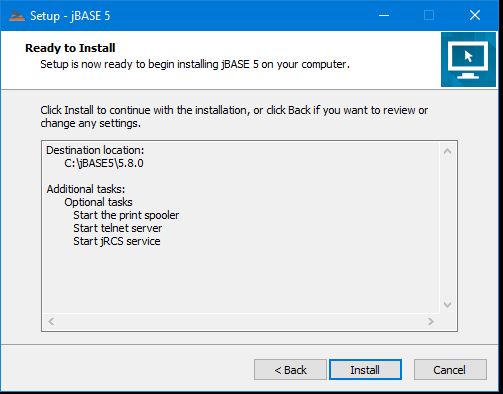 Setup - jBASE 5
Ready to Install
Setup is now ready to begin installing jBASE 5 on your computer.
Click Install to continue with the installation, or click Back if you want to review or
change any settings.
Destination location:
C:\jBASE5\5.8.0
Additional tasks:
Optional tasks
Start the print spooler
Start telnet server
Start jRCS service
< Back
Install
Cancel